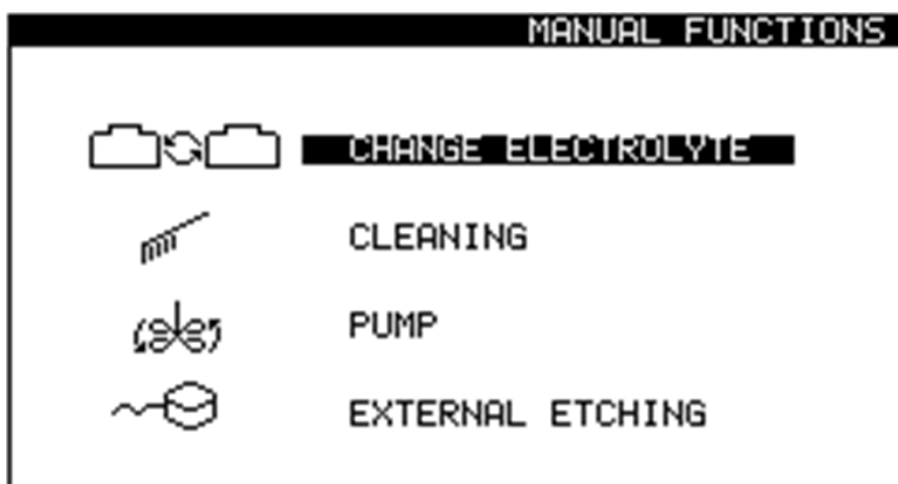 MANUAL FUNCTIONS
CHANGE ELECTROLYTE
CLEANING
PUMP
EXTERNAL ETCHING